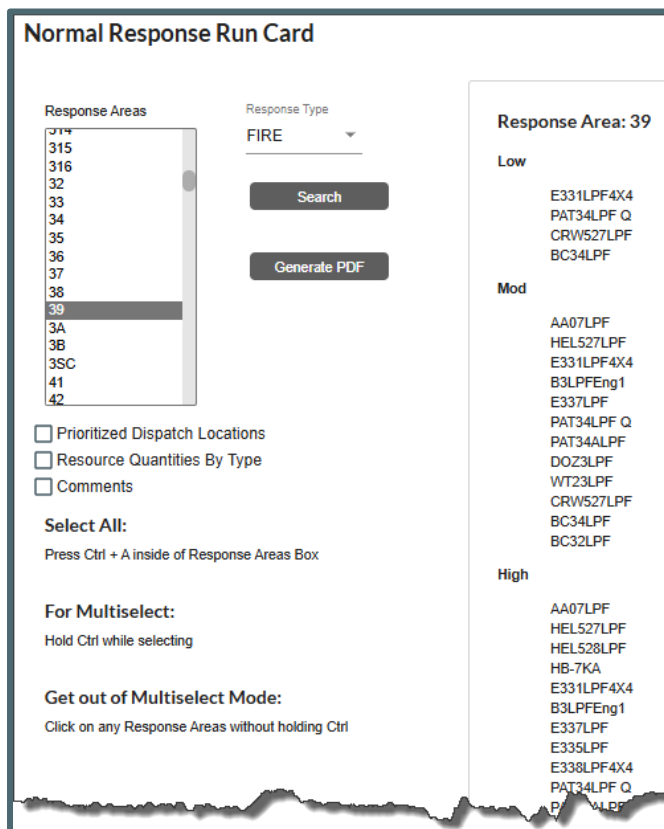 Normal Response Run Card
Response Areas
315
316
32
33
34
35
36
37
38
39
3A
3B
3SC
41
42
Response Type
FIRE
Search
Generate PDF
Prioritized Dispatch Locations
Resource Quantities By Type
Comments
Select All:
Press Ctrl + A inside of Response Areas Box
For Multiselect:
Hold Ctrl while selecting
Get out of Multiselect Mode:
Click on any Response Areas without holding Ctrl
Response Area: 39
Low
E331LPF4X4
PAT34LPF Q
CRW527LPF
BC34LPF
Mod
AA07LPF
HEL527LPF
E331LPF4X4
B3LPFEng1
E337LPF
PAT34LPF Q
PAT34ALPF
DOZ3LPF
WT23LPF
CRW527LPF
BC34LPF
BC32LPF
High
AA07LPF
HEL527LPF
HEL528LPF
HB-7KA
E331LPF4X4
B3LPFEng1
E337LPF
E335LPF
E338LPF4X4
PAT34LPF Q